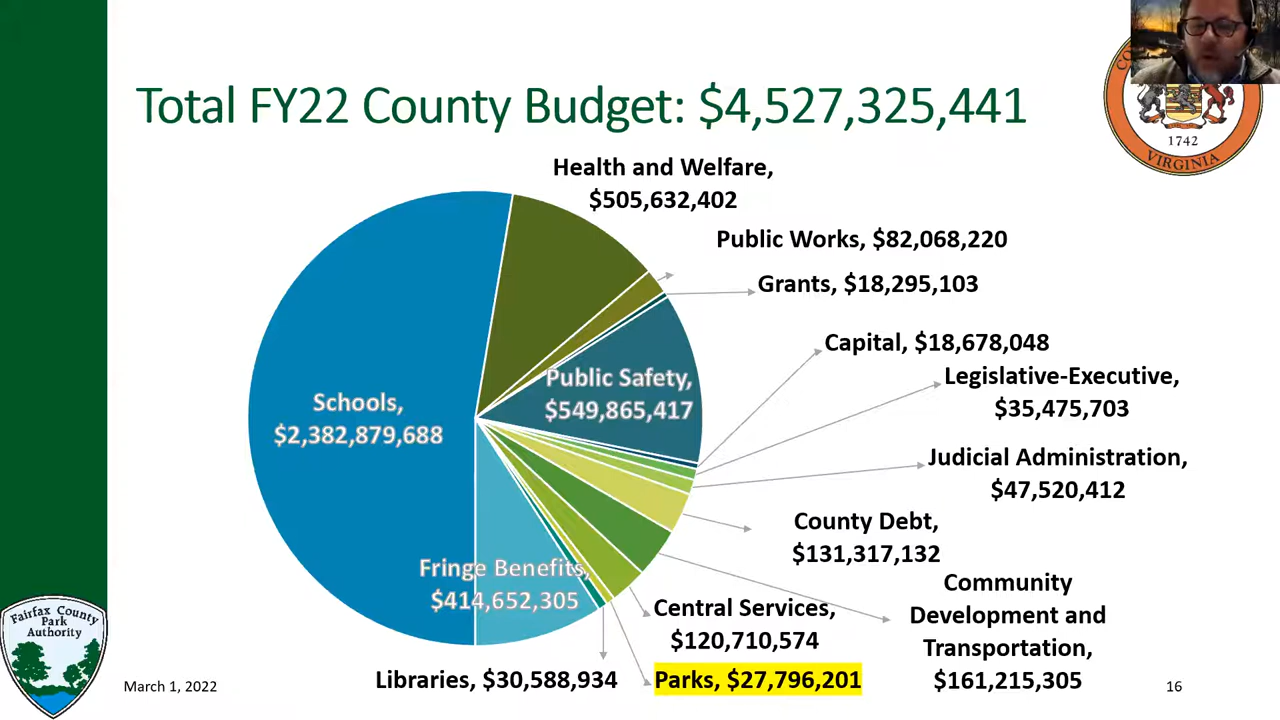 Total FY22 County Budget: $4,527,325,441
CO
1742
VIRGINIA
Health and Welfare,
$505,632,402
Public Works, $82,068,220
Grants, $18,295,103
Capital, $18,678,048
Legislative-Executive,
$35,475,703
Public Safety,
$549,865,417
Schools,
$2,382,879,688
Judicial Administration,
$47,520,412
County Debt,
$131,317,132
Fringe Benefits,
$414,652,305
Community
Development and
Transportation,
$161,215,305
Central Services,
$120,710,574
Libraries, $30,588,934
Parks, $27,796,201
Fairfax County
Park
Authority
March 1, 2022
16